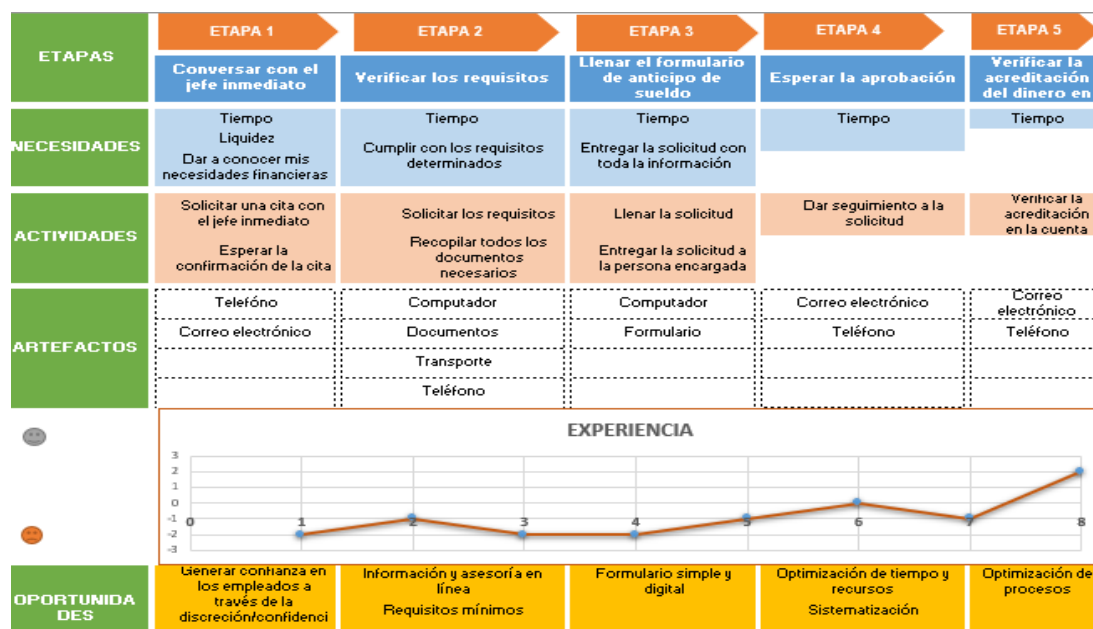 ETAPAS
ETAPA 1
ETAPA 2
ETAPA 3
ETAPA 4
ETAPA 5
Conversar con el
jefe inmediato
Verificar los requisitos
Llenar el formulario
de anticipo de
sueldo
Esperar la aprobación
Verificar la
acreditación
del dinero en
NECESIDADES
Tiempo
Liquidez
Dar a conocer mis
necesidades financieras
Tiempo
Cumplir con los requisitos
determinados
Tiempo
Entregar la solicitud con
toda la información
Tiempo
Tiempo
ACTIVIDADES
Solicitar una cita con
el jefe inmediato
Esperar la
confirmación de la cita
Solicitar los requisitos
Recopilar todos los
documentos
necesarios
Llenar la solicitud
Entregar la solicitud a
la persona encargada
Dar seguimiento a la
solicitud
Verificar la
acreditación
en la cuenta
ARTEFACTOS
Telefóno
Correo electrónico
Computador
Documentos
Transporte
Teléfono
Computador
Formulario
Correo electrónico
Teléfono
Correo
electrónico
Teléfono
EXPERIENCIA
3
2
1
0
-1
-2
-3
0 1 2 3 4 5 6 7 8
OPORTUNIDA
DES
Generar confianza en
los empleados a
través de la
discreción/confidenci
Información y asesoría en
línea
Requisitos mínimos
Formulario simple y
digital
Optimización de tiempo y
recursos
Sistematización
Optimización de
procesos